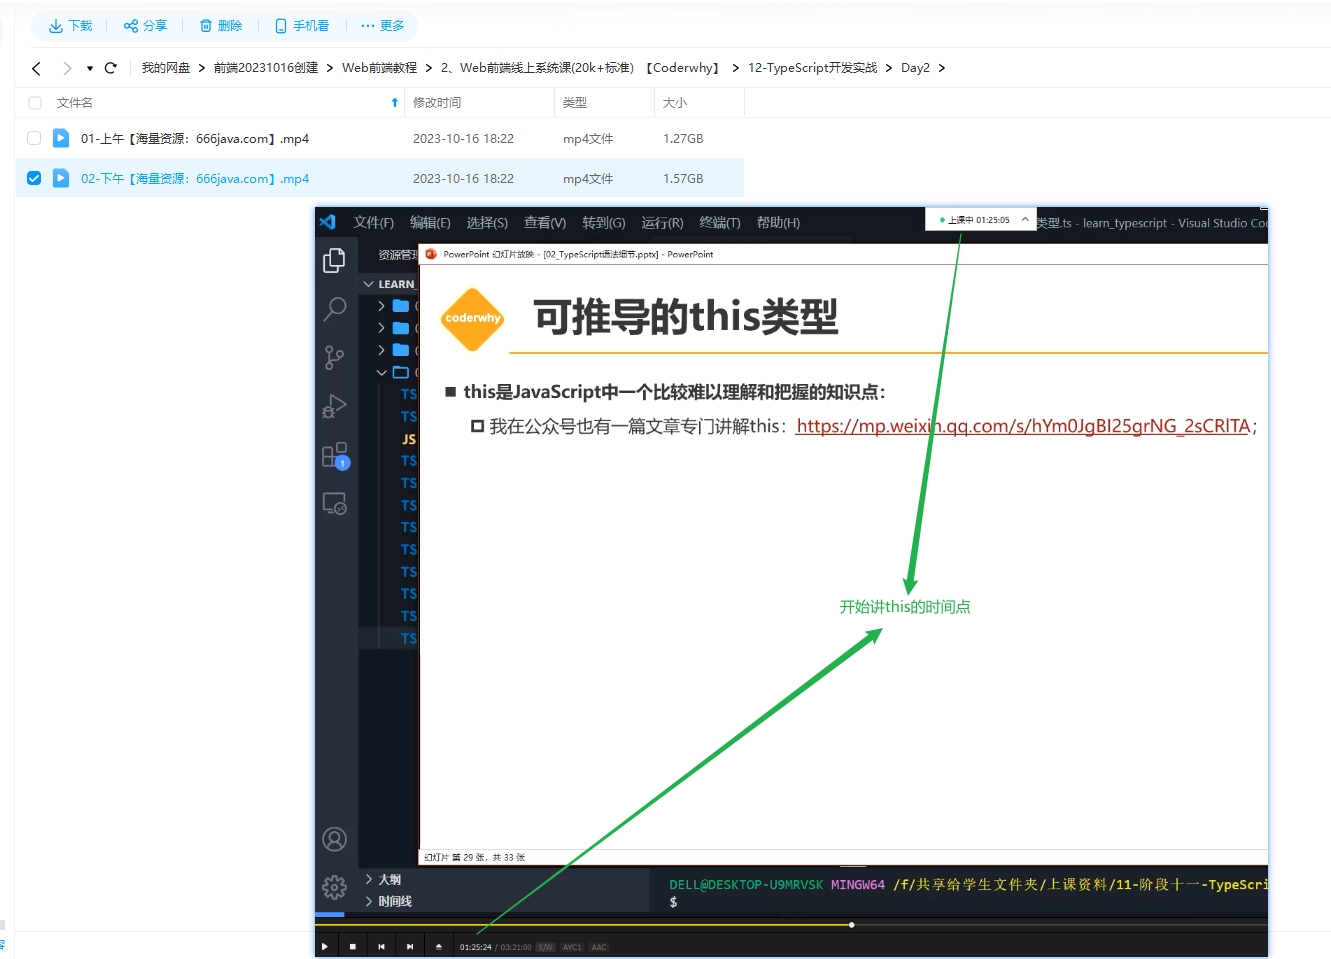 下载 分享 删除 手机看 ··· 更多
我的网盘 > 前端20231016创建 > Web前端教程 > 2、Web前端线上系统课(20k+标准) 【Coderwhy】 > 12-TypeScript开发实战 > Day2 >
文件名 修改时间 类型 大小
01-上午【海量资源：666java.com】.mp4 2023-10-16 18:22 mp4文件 1.27GB
02-下午【海量资源：666java.com】.mp4 2023-10-16 18:22 mp4文件 1.57GB
文件(F) 编辑(E) 选择(S) 查看(V) 转到(G) 运行(R) 终端(T) 帮助(H) 上课中 01:25:05 类型.ts - learn_typescript - Visual Studio Co
资源管 PowerPoint 幻灯片放映 - [02_TypeScript语法细节.pptx] - PowerPoint
LEARN_
coderwhy 可推导的this类型
TS
TS
JS
TS
TS
TS
TS
TS
TS
TS
TS
TS
this是JavaScript中一个比较难以理解和把握的知识点：
我在公众号也有一篇文章专门讲解this：https://mp.weixin.qq.com/s/hYm0JgBI25grNG_2sCRlTA；
1
开始讲this的时间点
幻灯片 第 29 张，共 33 张
大纲
时间线
DELL@DESKTOP-U9MRVSK MINGW64 /f/共享给学生文件夹/上课资料/11-阶段十一-TypeScri
$
01:25:24 / 03:21:00 S/W AVC1 AAC